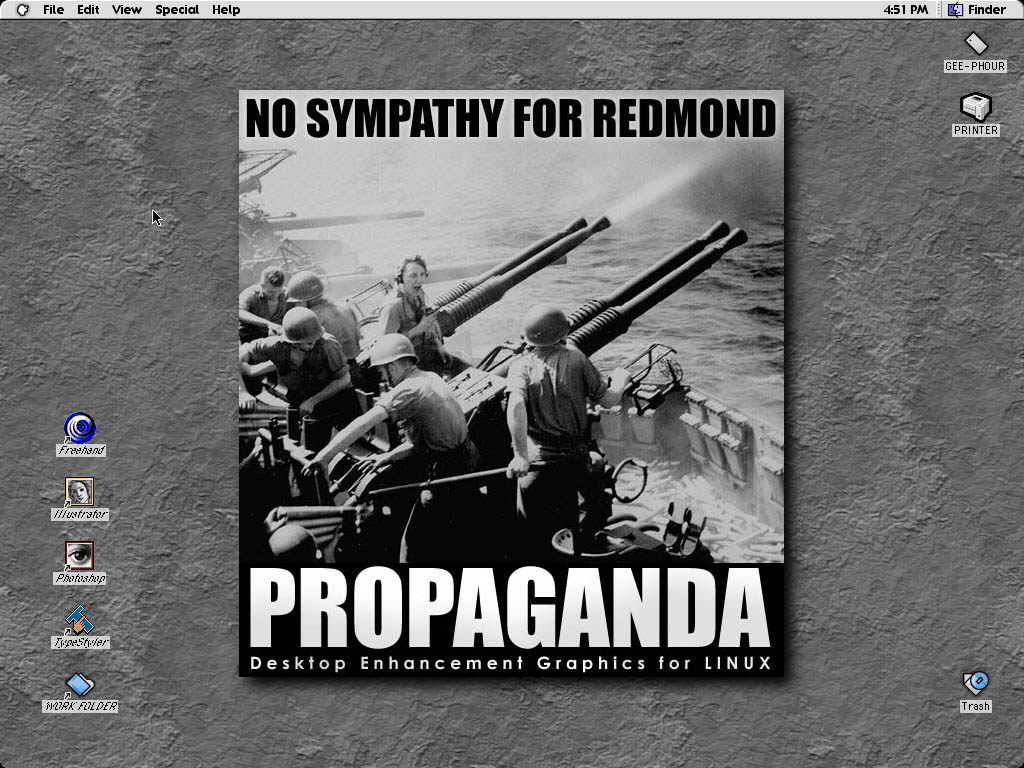 File Edit View Special Help 4:51 PM Finder
GEE-PHOUR
PRINTER
NO SYMPATHY FOR REDMOND
Freehand
Illustrator
Photoshop
TypeStyler
WORK FOLDER
PROPAGANDA
Desktop Enhancement Graphics for LINUX
Trash